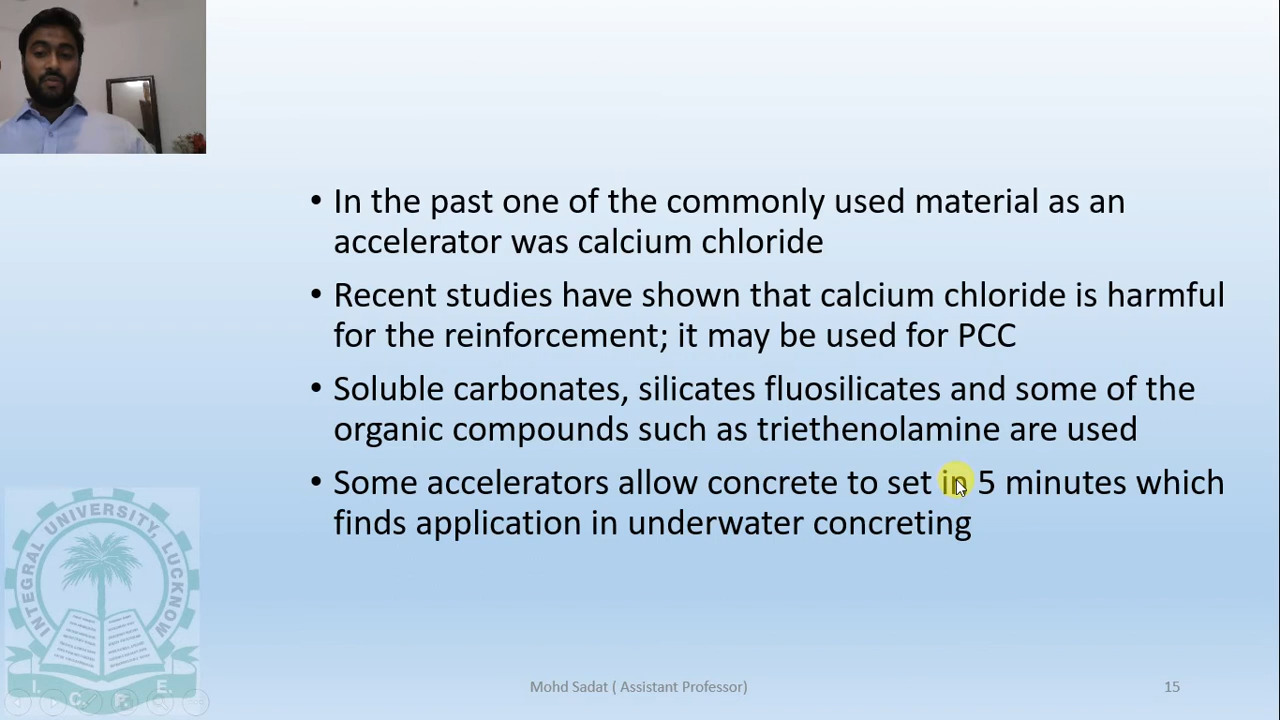 • In the past one of the commonly used material as an
accelerator was calcium chloride
• Recent studies have shown that calcium chloride is harmful
for the reinforcement; it may be used for PCC
• Soluble carbonates, silicates fluosilicates and some of the
organic compounds such as triethenolamine are used
• Some accelerators allow concrete to set in 5 minutes which
finds application in underwater concreting
INTEGRAL UNIVERSITY, LUCKNOW
Mohd Sadat ( Assistant Professor)
15